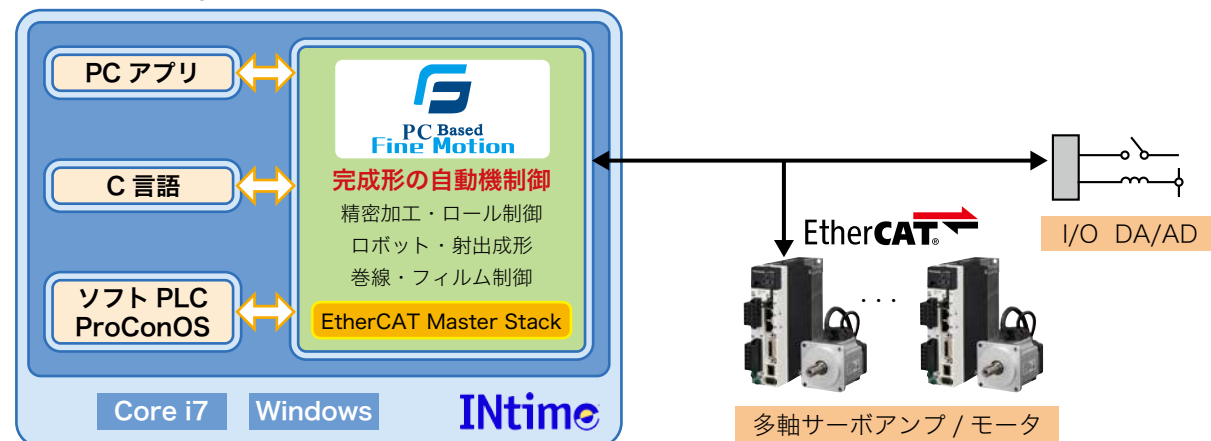 PC アプリ
C 言語
ソフト PLC
ProConOS
PC Based
Fine Motion
完成形の自動機制御
精密加工・ロール制御
ロボット・射出成形
巻線・フィルム制御
EtherCAT Master Stack
Core i7
Windows
INtime
EtherCAT®
I/O DA/AD
・・・
多軸サーボアンプ / モータ